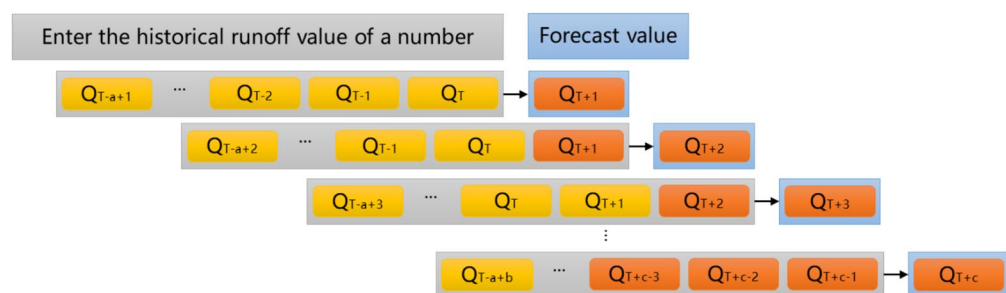 Enter the historical runoff value of a number Forecast value
QT-a+1 ... QT-2 QT-1 QT QT+1
QT-a+2 ... QT-1 QT QT+1 QT+2
QT-a+3 ... QT QT+1 QT+2 QT+3
⋮
QT-a+b ... QT+c-3 QT+c-2 QT+c-1 QT+c